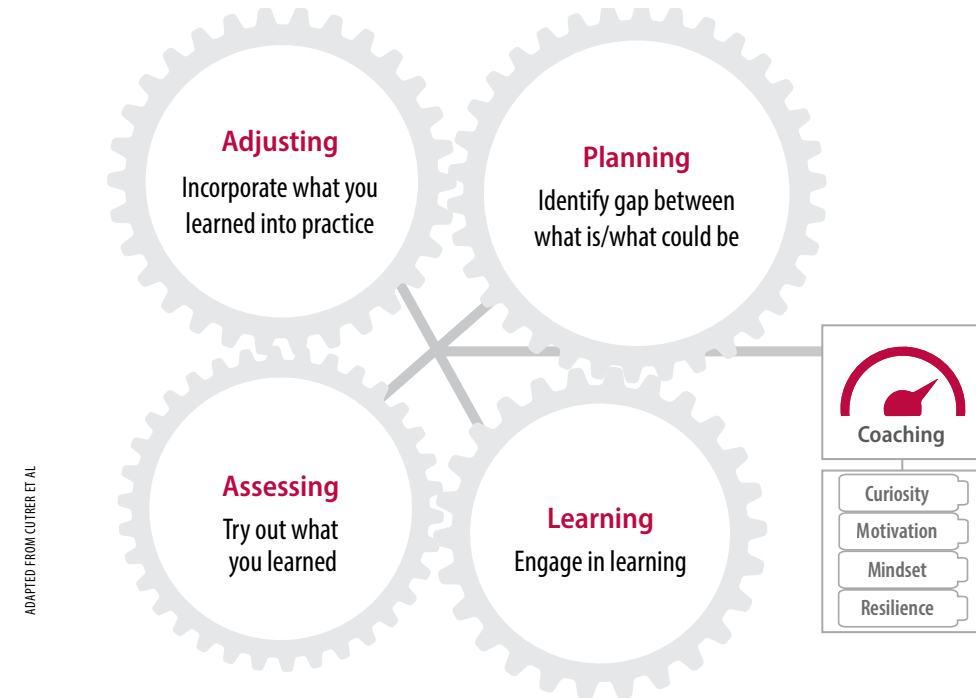 Adjusting
Incorporate what you
learned into practice
Planning
Identify gap between
what is/what could be
Assessing
Try out what
you learned
Learning
Engage in learning
Coaching
Curiosity
Motivation
Mindset
Resilience
ADAPTED FROM CUTRER ET AL